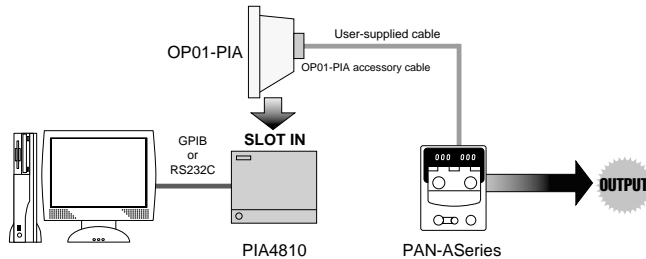 User-supplied cable
OP01-PIA
OP01-PIA accessory cable
GPIB
or
RS232C
SLOT IN
000 000
OUTPUT
PIA4810
PAN-ASeries